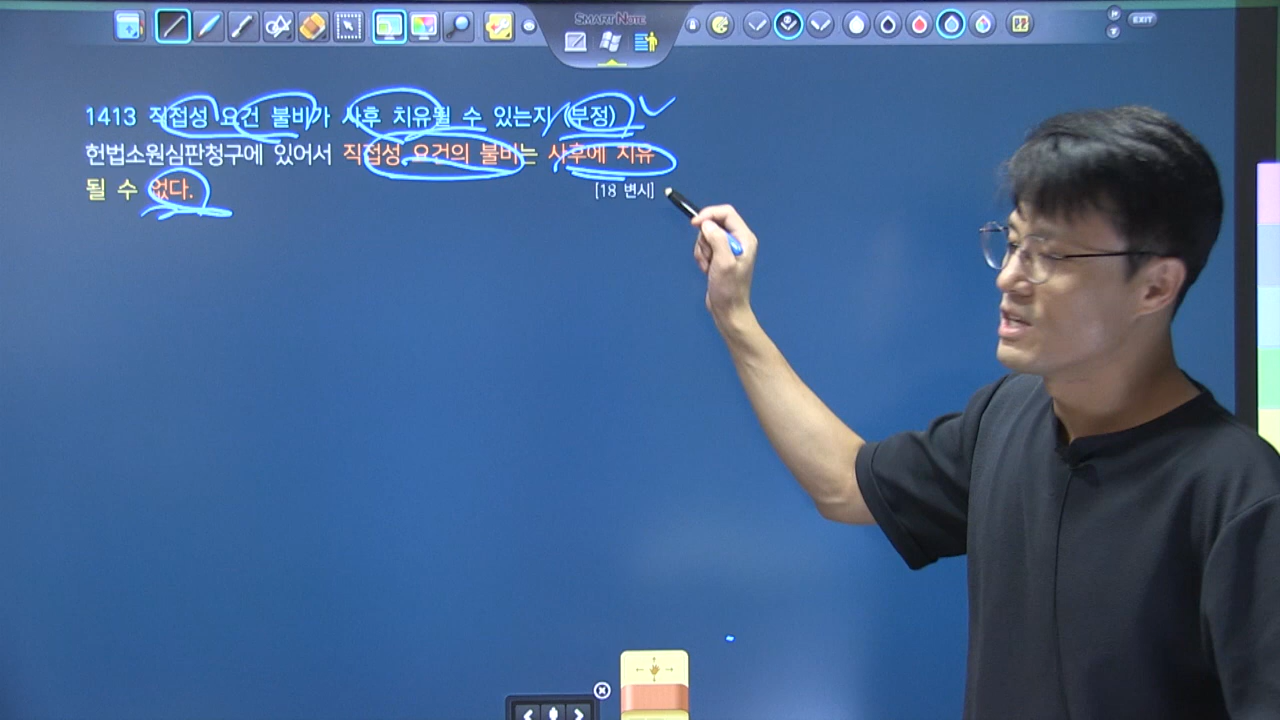 SMARTNOTE
EXIT
1413 직접성 요건 불비가 사후 치유될 수 있는지 (부정)
헌법소원심판청구에 있어서 직접성 요건의 불비는 사후에 치유
될 수 없다.
[18 변시]